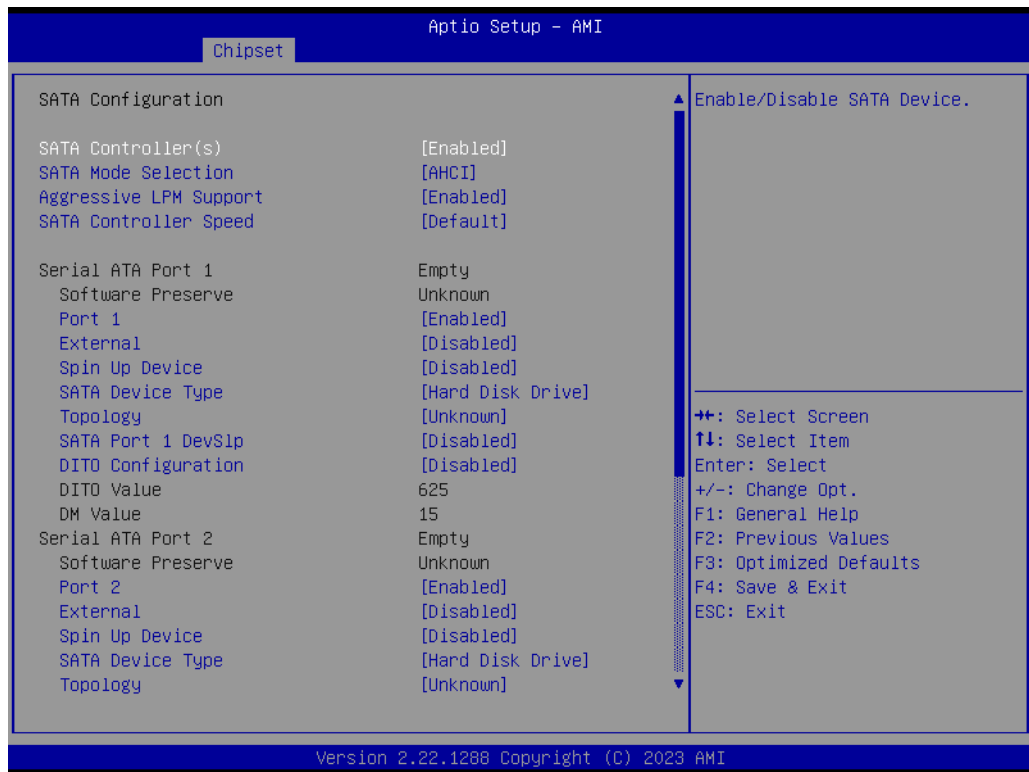 Aptio Setup – AMI
Chipset
SATA Configuration
Enable/Disable SATA Device.
SATA Controller(s) [Enabled]
SATA Mode Selection [AHCI]
Aggressive LPM Support [Enabled]
SATA Controller Speed [Default]
Serial ATA Port 1 Empty
Software Preserve Unknown
Port 1 [Enabled]
External [Disabled]
Spin Up Device [Disabled]
SATA Device Type [Hard Disk Drive]
Topology [Unknown]
SATA Port 1 DevSlp [Disabled]
DITO Configuration [Disabled]
DITO Value 625
DM Value 15
Serial ATA Port 2 Empty
Software Preserve Unknown
Port 2 [Enabled]
External [Disabled]
Spin Up Device [Disabled]
SATA Device Type [Hard Disk Drive]
Topology [Unknown]
→←: Select Screen
↑↓: Select Item
Enter: Select
+/-: Change Opt.
F1: General Help
F2: Previous Values
F3: Optimized Defaults
F4: Save & Exit
ESC: Exit
Version 2.22.1288 Copyright (C) 2023 AMI